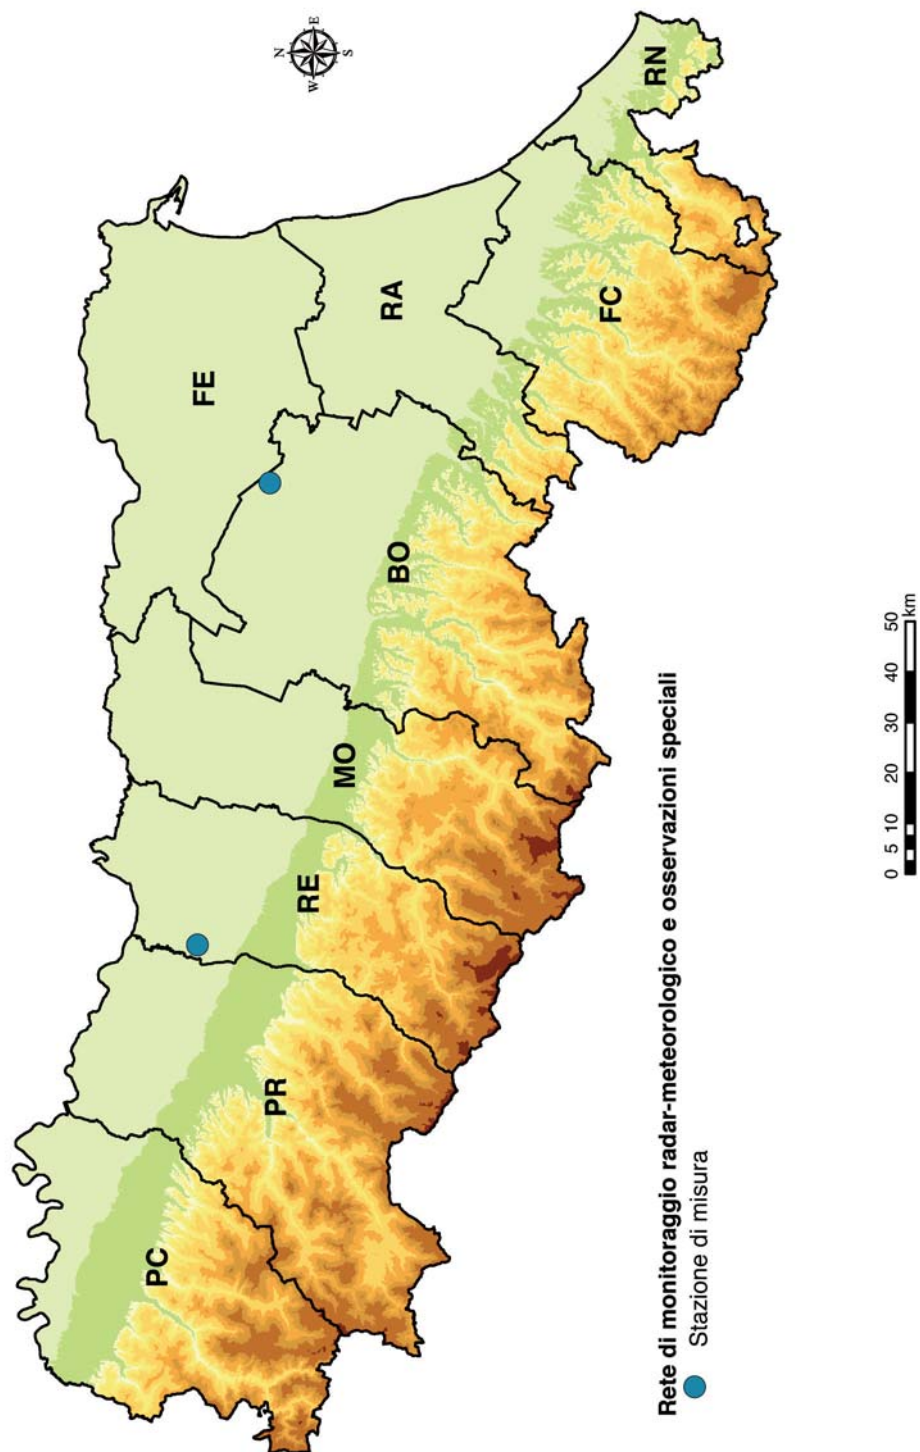 N
W
E
S
PC
PR
RE
MO
BO
FE
RA
FC
RN
Rete di monitoraggio radar-meteorologico e osservazioni speciali
Stazione di misura
0 5 10 20 30 40 50
km